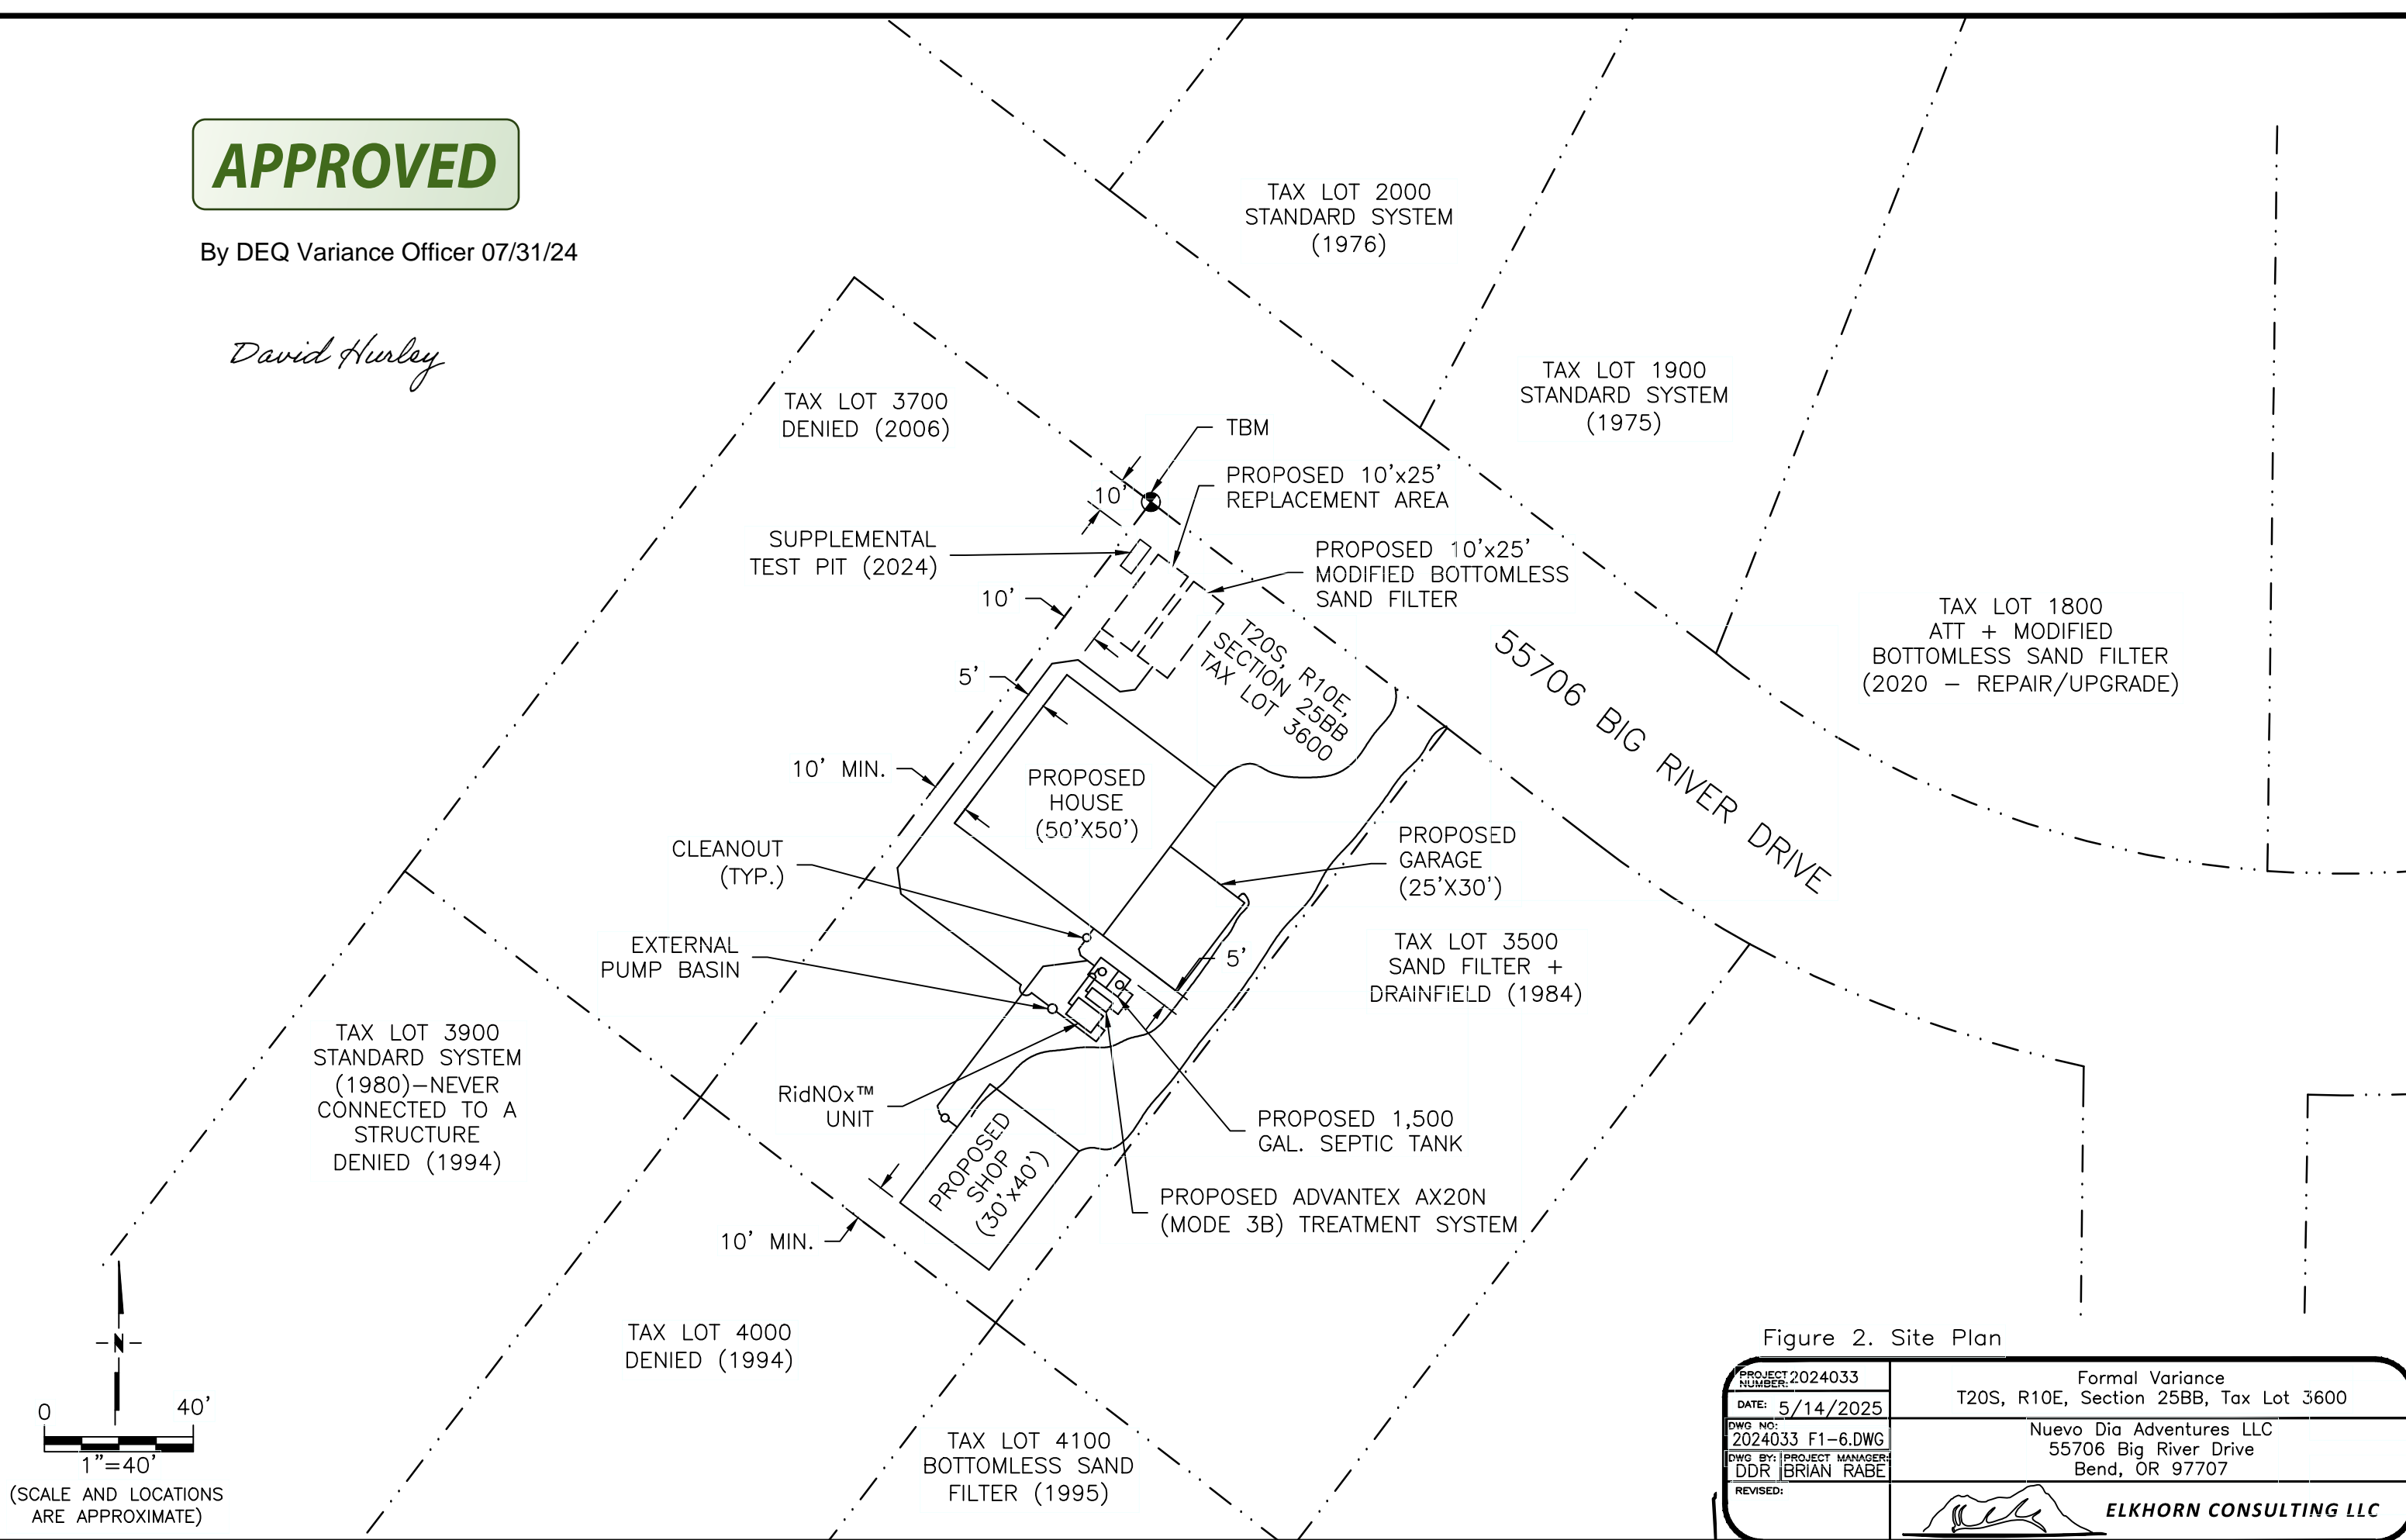 APPROVED
By DEQ Variance Officer 07/31/24
David Hurley
TAX LOT 2000
STANDARD SYSTEM
(1976)
TAX LOT 1900
STANDARD SYSTEM
(1975)
TAX LOT 3700
DENIED (2006)
TBM
10'
PROPOSED 10'x25'
REPLACEMENT AREA
SUPPLEMENTAL
TEST PIT (2024)
PROPOSED 10'x25'
MODIFIED BOTTOMLESS
SAND FILTER
10'
TAX LOT 1800
ATT + MODIFIED
BOTTOMLESS SAND FILTER
(2020 – REPAIR/UPGRADE)
T20S, R10E,
SECTION 25BB
TAX LOT 3600
55706 BIG RIVER DRIVE
5'
10' MIN.
PROPOSED
HOUSE
(50'X50')
CLEANOUT
(TYP.)
PROPOSED
GARAGE
(25'X30')
EXTERNAL
PUMP BASIN
5'
TAX LOT 3500
SAND FILTER +
DRAINFIELD (1984)
TAX LOT 3900
STANDARD SYSTEM
(1980)–NEVER
CONNECTED TO A
STRUCTURE
DENIED (1994)
RidNOx™
UNIT
PROPOSED 1,500
GAL. SEPTIC TANK
PROPOSED
SHOP
(30'x40')
PROPOSED ADVANTEX AX20N
(MODE 3B) TREATMENT SYSTEM
10' MIN.
TAX LOT 4000
DENIED (1994)
TAX LOT 4100
BOTTOMLESS SAND
FILTER (1995)
N
0 40'
1"=40'
(SCALE AND LOCATIONS
ARE APPROXIMATE)
Figure 2. Site Plan
PROJECT NUMBER: 2024033
DATE: 5/14/2025
DWG NO:
2024033 F1-6.DWG
DWG BY: DDR
PROJECT MANAGER: BRIAN RABE
REVISED:
Formal Variance
T20S, R10E, Section 25BB, Tax Lot 3600
Nuevo Dia Adventures LLC
55706 Big River Drive
Bend, OR 97707
ELKHORN CONSULTING LLC